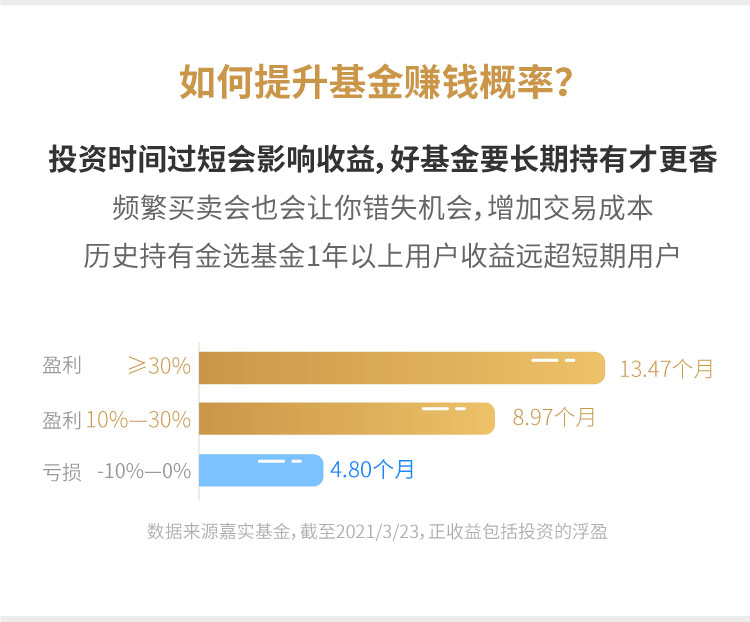 如何提升基金赚钱概率？
投资时间过短会影响收益，好基金要长期持有才更香
频繁买卖会也会让你错失机会，增加交易成本
历史持有金选基金1年以上用户收益远超短期用户
盈利 ≥30% 13.47个月
盈利 10%—30% 8.97个月
亏损 -10%—0% 4.80个月
数据来源嘉实基金，截至2021/3/23，正收益包括投资的浮盈